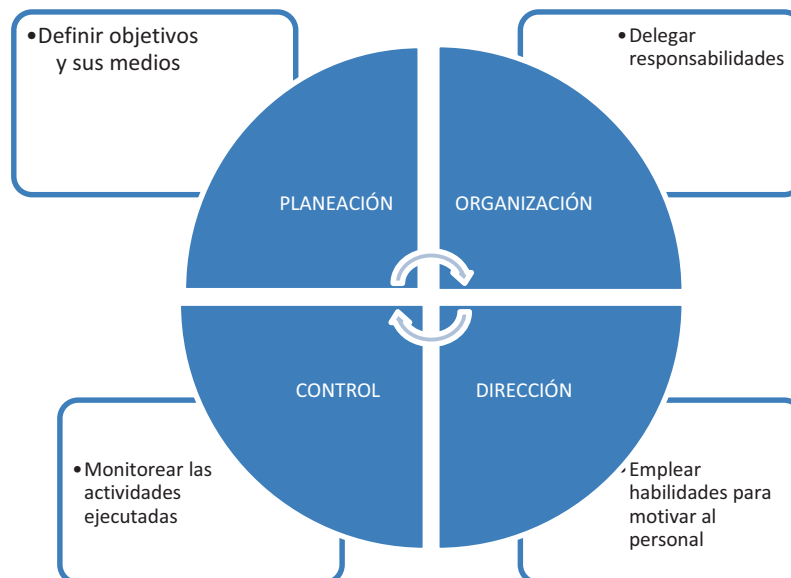 •Definir objetivos
y sus medios
•Delegar
responsabilidades
PLANEACIÓN
ORGANIZACIÓN
CONTROL
DIRECCIÓN
•Monitorear las
actividades
ejecutadas
•Emplear
habilidades para
motivar al
personal